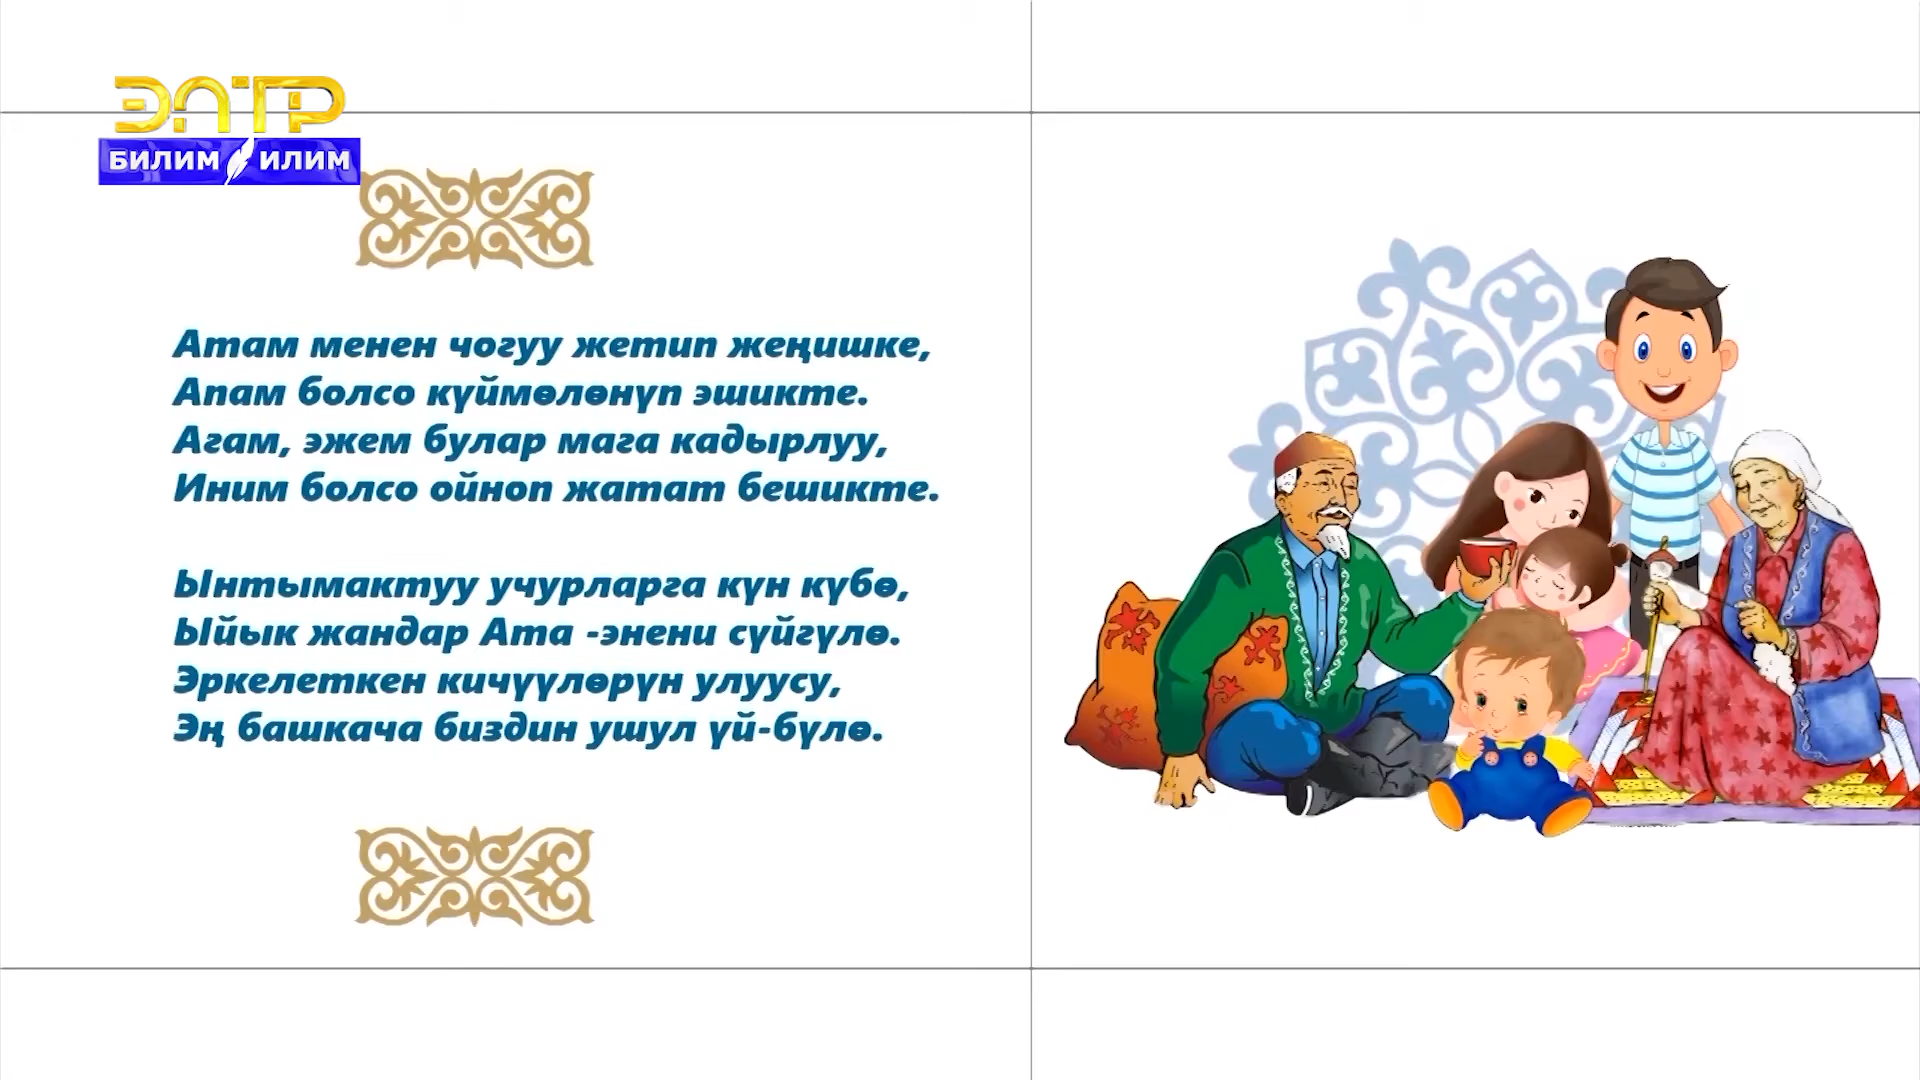 ЭЛТР
БИЛИМ ИЛИМ
Атам менен чогуу жетип жеңишке,
Апам болсо күймөлөнүп эшикте.
Агам, эжем булар мага кадырлуу,
Иним болсо ойноп жатат бешикте.
Ынтымактуу учурларга күн күбө,
Ыйык жандар Ата -энени сүйгүлө.
Эркелеткен кичүүлөрүн улуусу,
Эң башкача биздин ушул үй-бүлө.